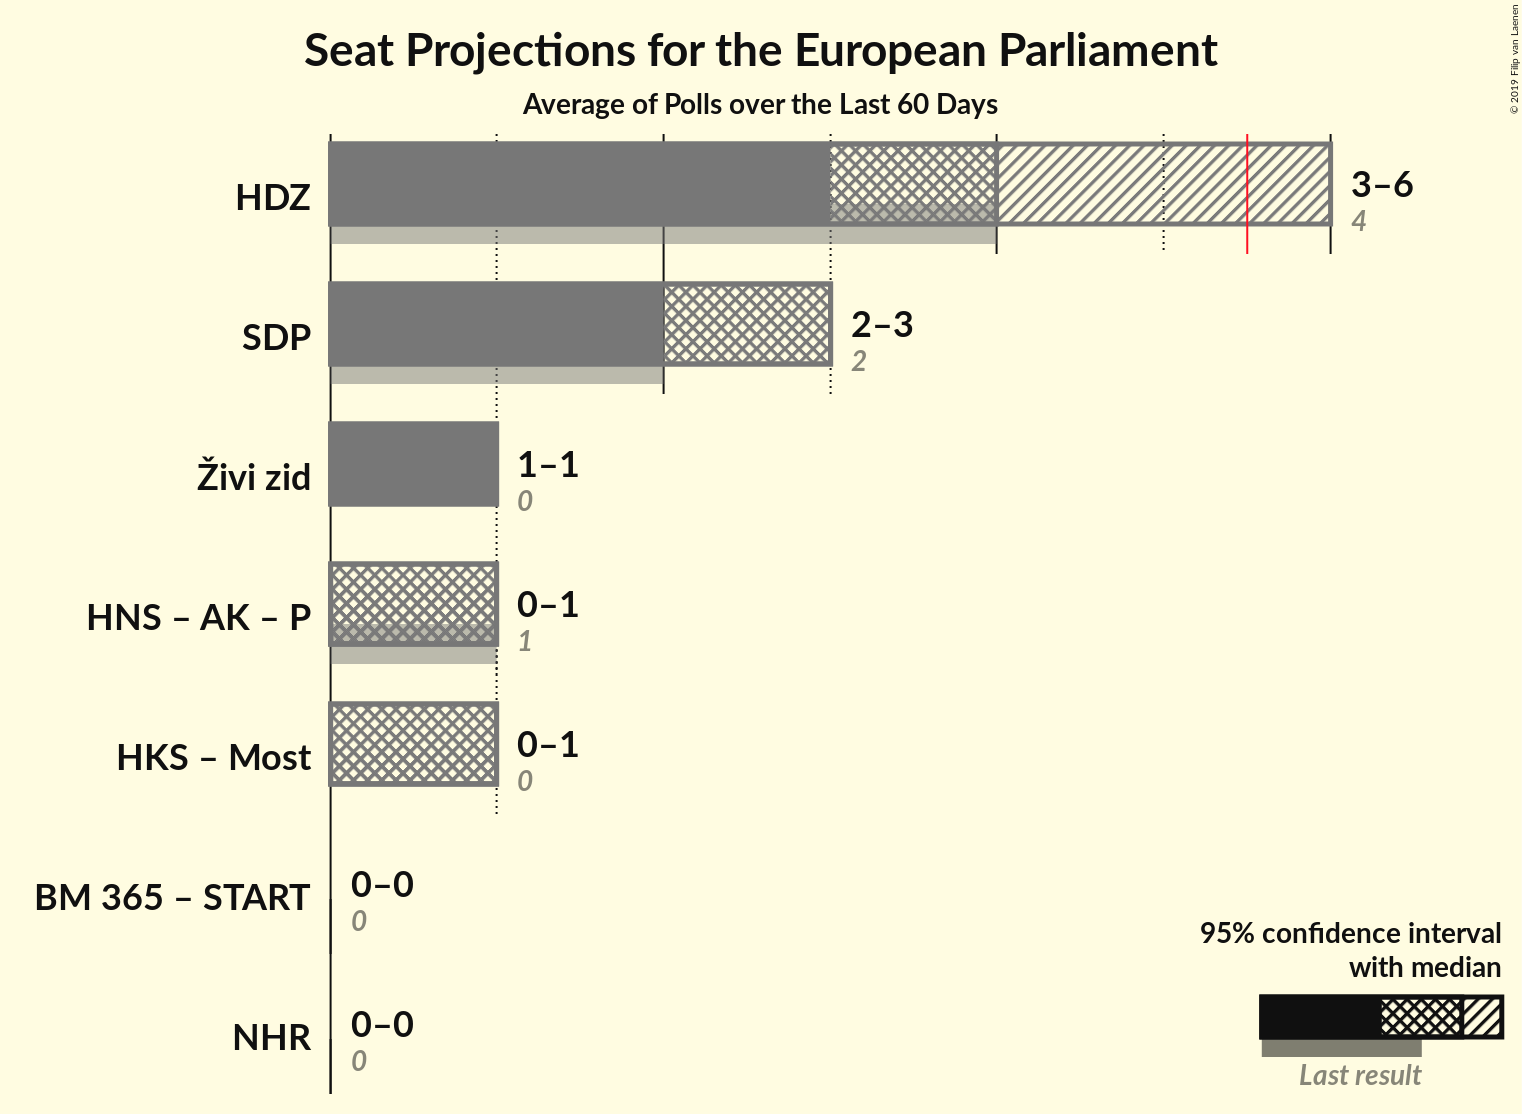 Seat Projections for the European Parliament
Average of Polls over the Last 60 Days
© 2019 Filip van Laenen
HDZ
3–6
4
SDP
2–3
2
Živi zid
1–1
0
HNS – AK – P
0–1
1
HKS – Most
0–1
0
BM 365 – START
0–0
0
NHR
0–0
0
95% confidence interval
with median
Last result